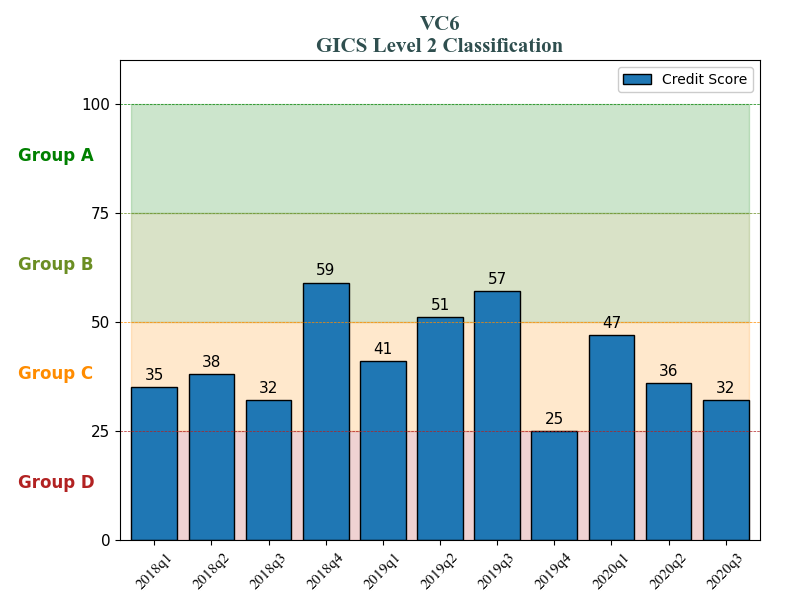 VC6
GICS Level 2 Classification
Credit Score
100
Group A
75
Group B
59
57
51
50
47
41
38
Group C
35
36
32
32
25
25
Group D
0
2018q1 2018q2 2018q3 2018q4 2019q1 2019q2 2019q3 2019q4 2020q1 2020q2 2020q3